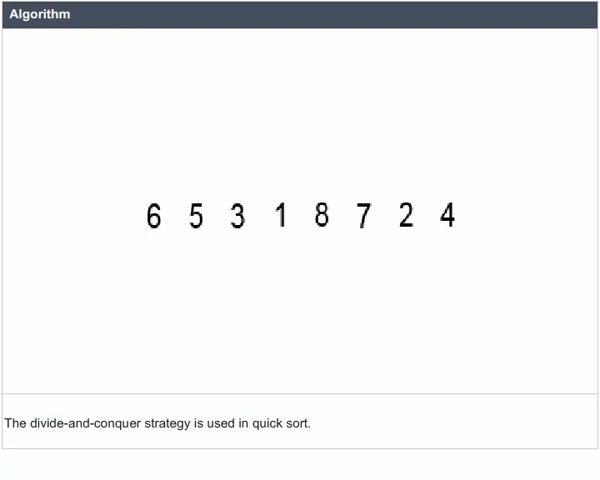 Algorithm
6 5 3 1 8 7 2 4
The divide-and-conquer strategy is used in quick sort.